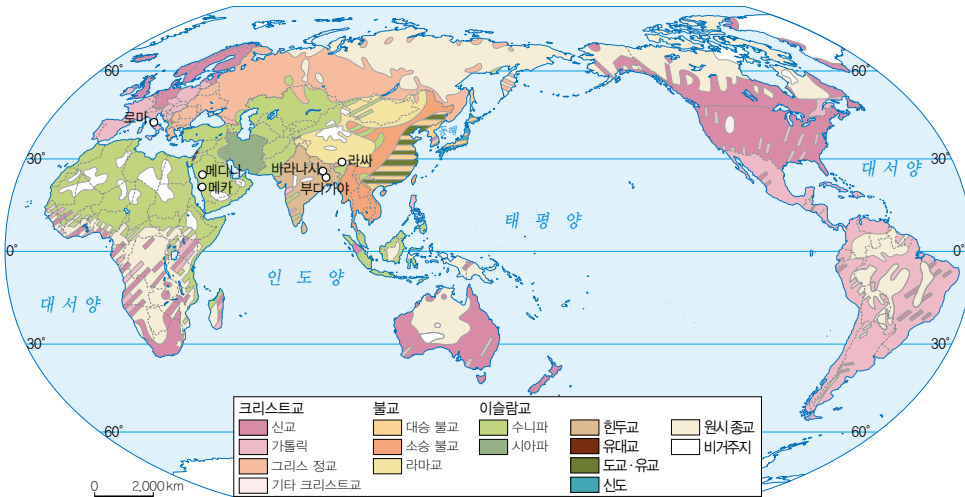 60°
60°
로마
동해
30°
라싸
바라나시
부다가야
메디나
메카
30°
대서양
태평양
0°
0°
인도양
대서양
30°
30°
크리스트교
불교
이슬람교
신교
대승 불교
수니파
힌두교
원시 종교
가톨릭
소승 불교
시아파
유대교
비거주지
그리스 정교
라마교
도교·유교
기타 크리스트교
신도
60°
60°
0
2,000km